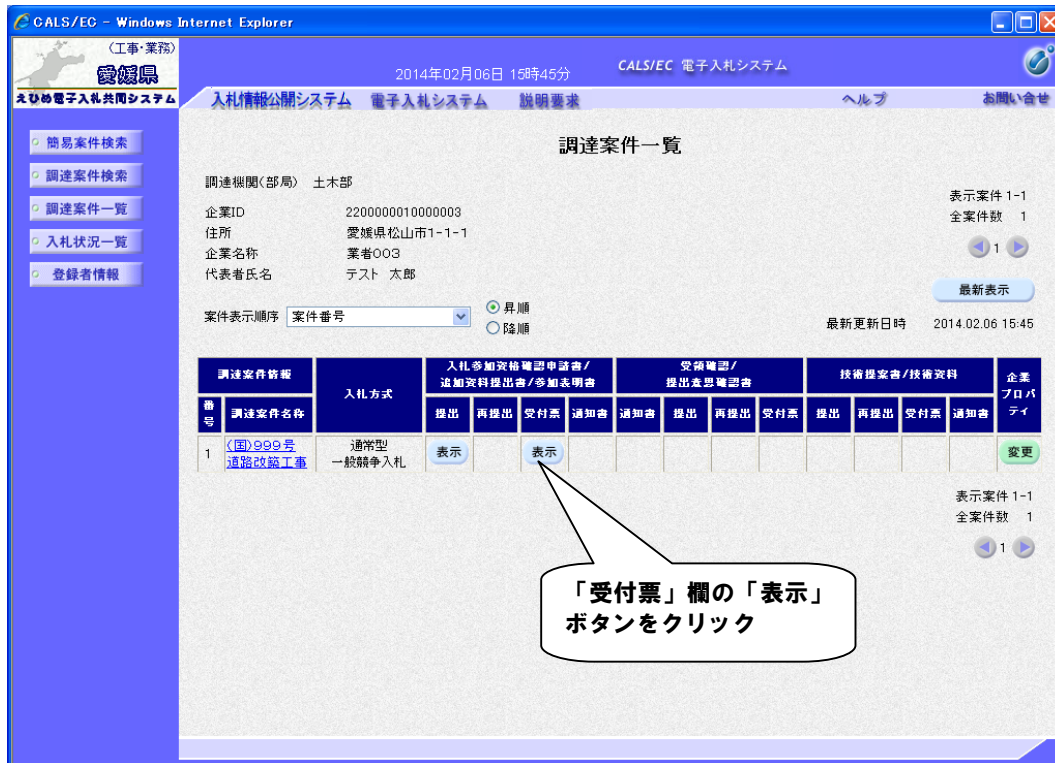 CALS/EC - Windows Internet Explorer
(工事・業務)
愛媛県
えひめ電子入札共同システム
2014年02月06日 15時45分
CALS/EC 電子入札システム
入札情報公開システム 電子入札システム 説明要求 ヘルプ お問い合せ
簡易案件検索
調達案件検索
調達案件一覧
入札状況一覧
登録者情報
調達案件一覧
調達機関(部局) 土木部
企業ID 2200000010000003
住所 愛媛県松山市1-1-1
企業名称 業者003
代表者氏名 テスト 太郎
表示案件 1-1
全案件数 1
1
最新表示
案件表示順序 案件番号
昇順
降順
最新更新日時 2014.02.06 15:45
調達案件情報 入札方式 入札参加資格確認申請書/追加資料提出書/参加表明書 受領確認/提出意思確認書 技術提案書/技術資料 企業プロパティ
番号 調達案件名称 提出 再提出 受付票 通知書 通知書 提出 再提出 受付票 提出 再提出 受付票 通知書
1 (国)999号道路改築工事 通常型一般競争入札 表示 表示 変更
表示案件 1-1
全案件数 1
1
「受付票」欄の「表示」
ボタンをクリック